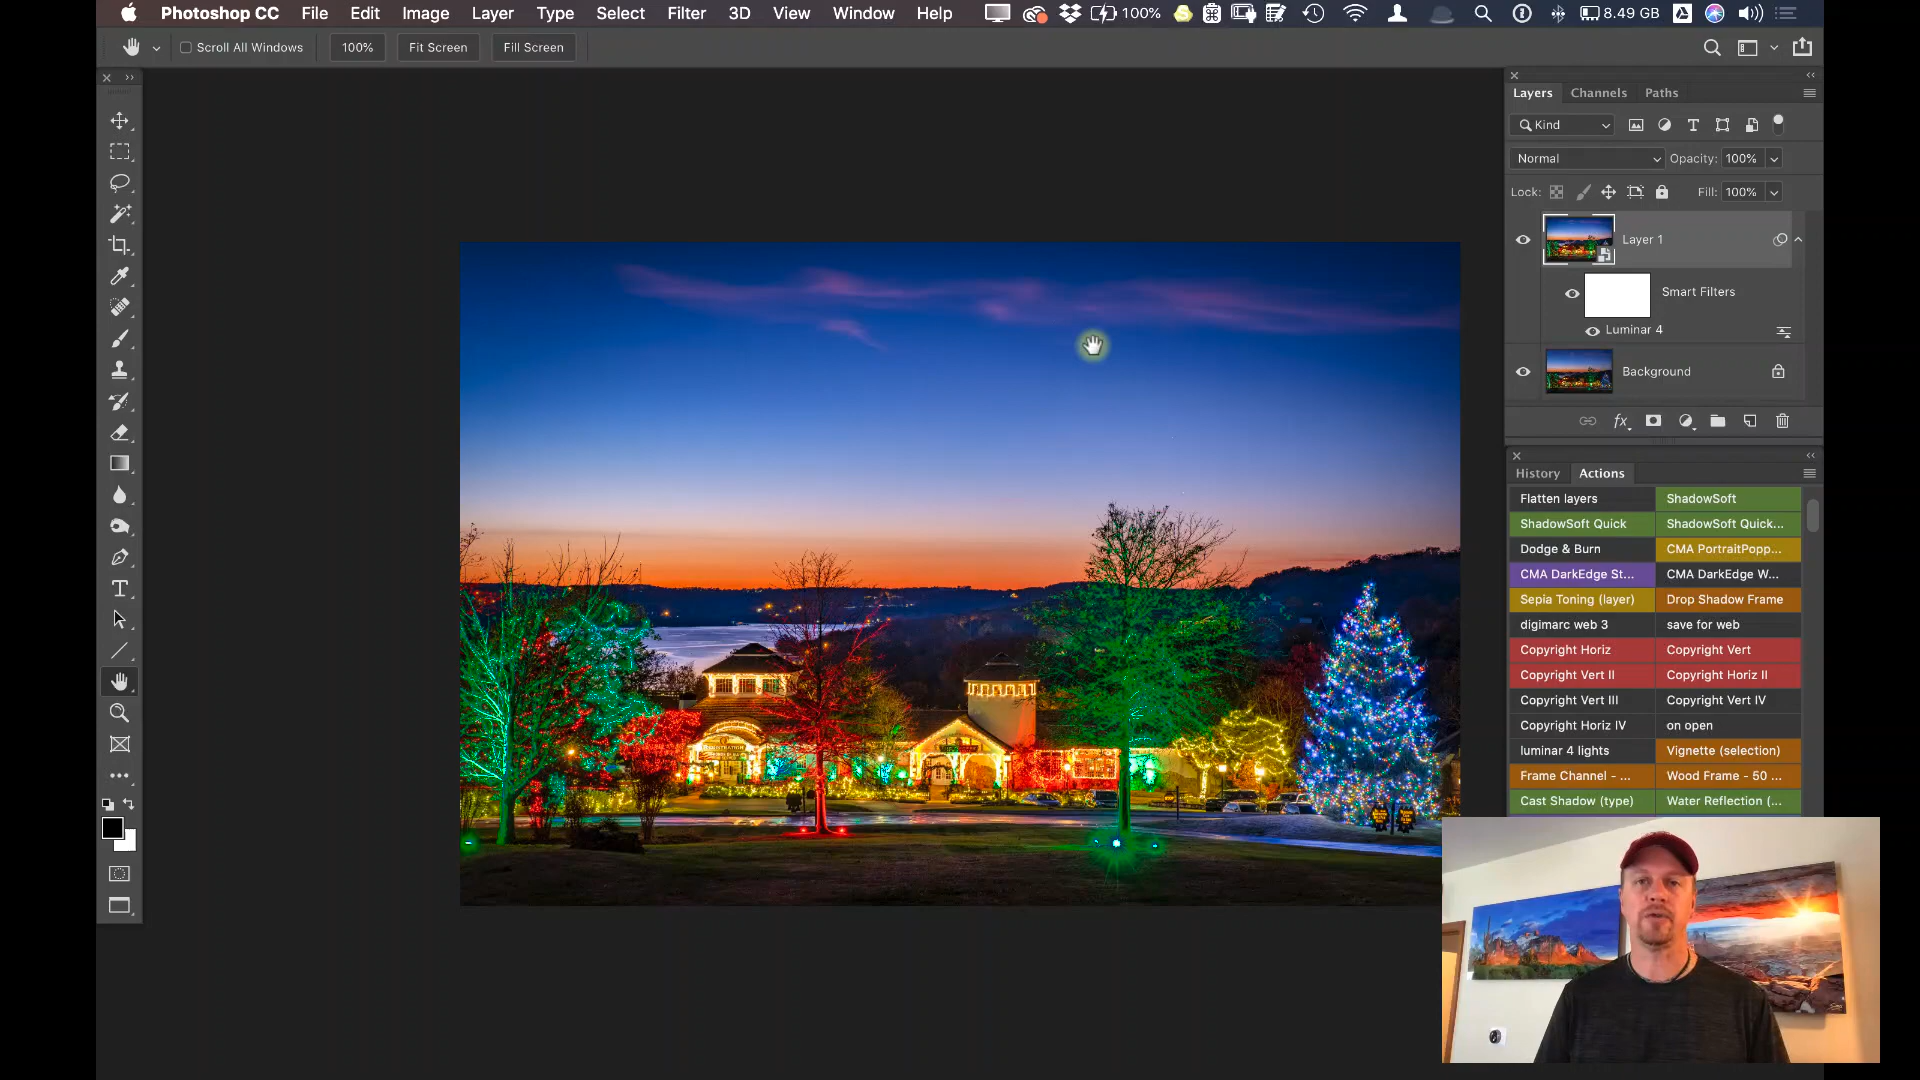 Photoshop CC File Edit Image Layer Type Select Filter 3D View Window Help 100% 8.49 GB
Scroll All Windows 100% Fit Screen Fill Screen
Layers Channels Paths
Kind
Normal Opacity: 100%
Lock: Fill: 100%
Layer 1
Smart Filters
Luminar 4
Background
fx
History Actions
Flatten layers ShadowSoft
ShadowSoft Quick ShadowSoft Quick...
Dodge & Burn CMA PortraitPopp...
CMA DarkEdge St... CMA DarkEdge W...
Sepia Toning (layer) Drop Shadow Frame
digimarc web 3 save for web
Copyright Horiz Copyright Vert
Copyright Vert II Copyright Horiz II
Copyright Vert III Copyright Vert IV
Copyright Horiz IV on open
luminar 4 lights Vignette (selection)
Frame Channel - ... Wood Frame - 50 ...
Cast Shadow (type) Water Reflection (...